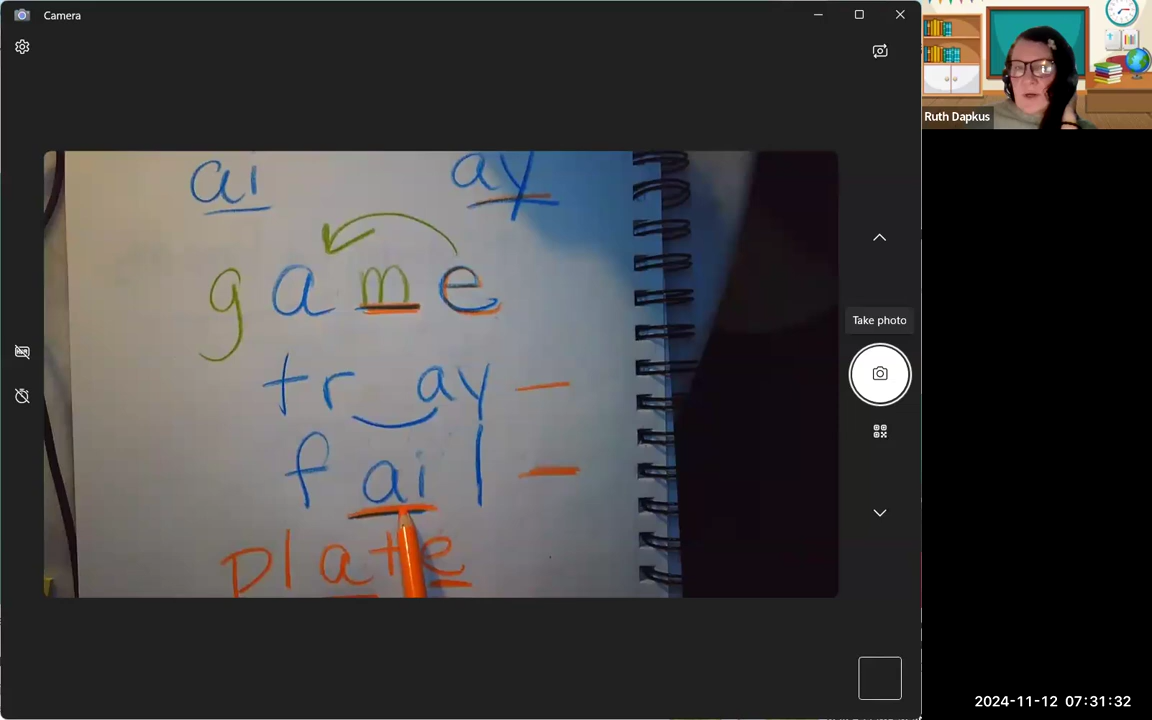 Camera
Ruth Dapkus
ai ay
game
Take photo
tr ay –
fail –
plate
2024-11-12 07:31:32